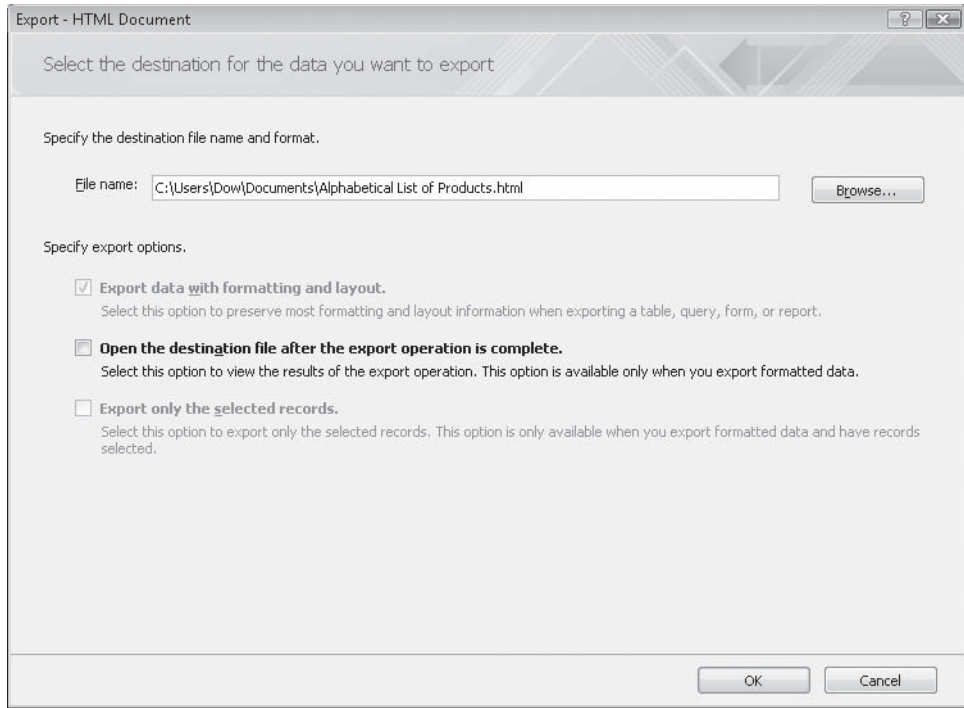 Export - HTML Document
Select the destination for the data you want to export
Specify the destination file name and format.
File name: C:\Users\Dow\Documents\Alphabetical List of Products.html Browse...
Specify export options.
Export data with formatting and layout.
Select this option to preserve most formatting and layout information when exporting a table, query, form, or report.
Open the destination file after the export operation is complete.
Select this option to view the results of the export operation. This option is available only when you export formatted data.
Export only the selected records.
Select this option to export only the selected records. This option is only available when you export formatted data and have records
selected.
OK Cancel